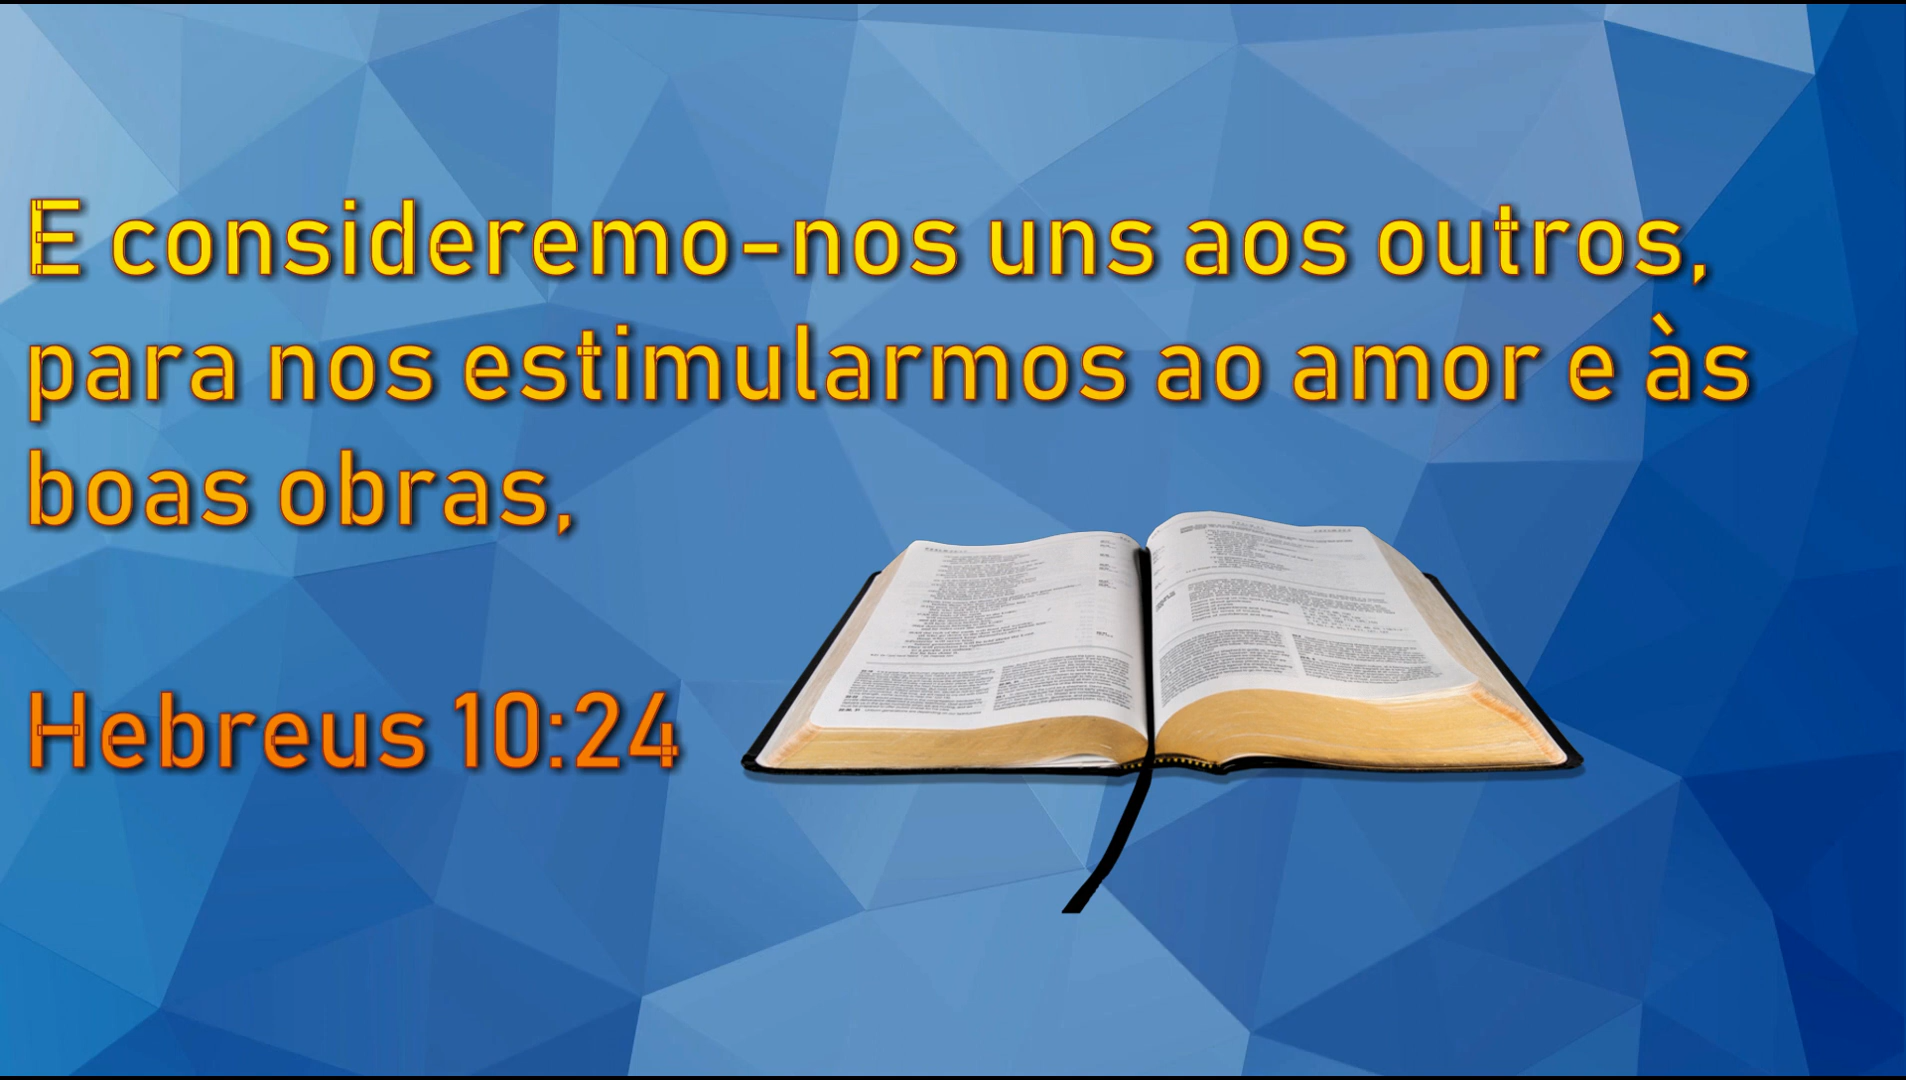 E consideremo-nos uns aos outros,
para nos estimularmos ao amor e às
boas obras,
Hebreus 10:24